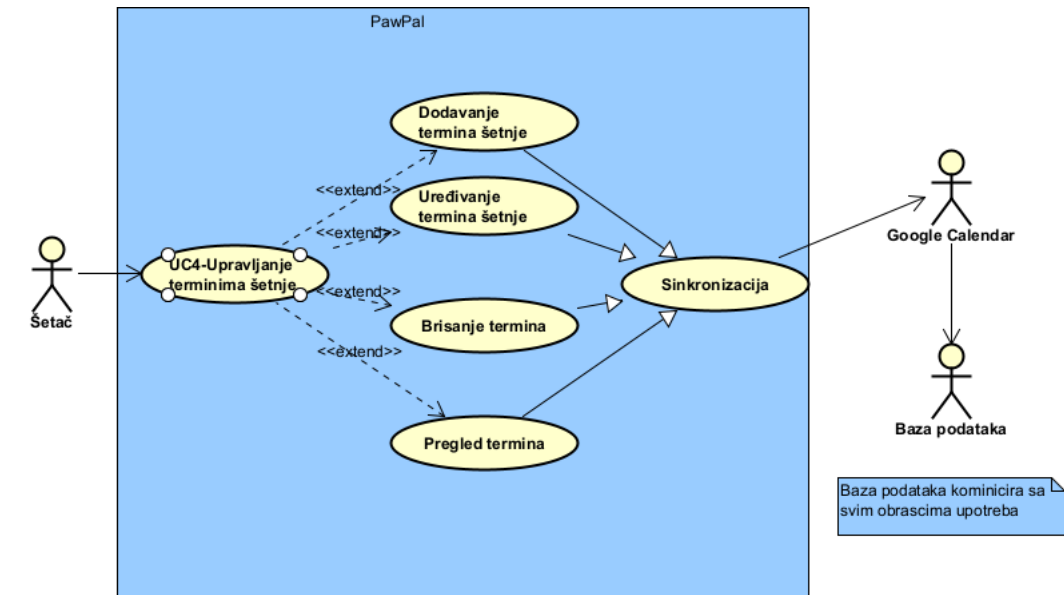 PawPal
Dodavanje
termina šetnje
<<extend>>
Uređivanje
termina šetnje
<<extend>>
Google Calendar
UC4-Upravljanje
terminima šetnje
Sinkronizacija
<<extend>>
Šetač
Brisanje termina
<<extend>>
Baza podataka
Pregled termina
Baza podataka kominicira sa
svim obrascima upotreba